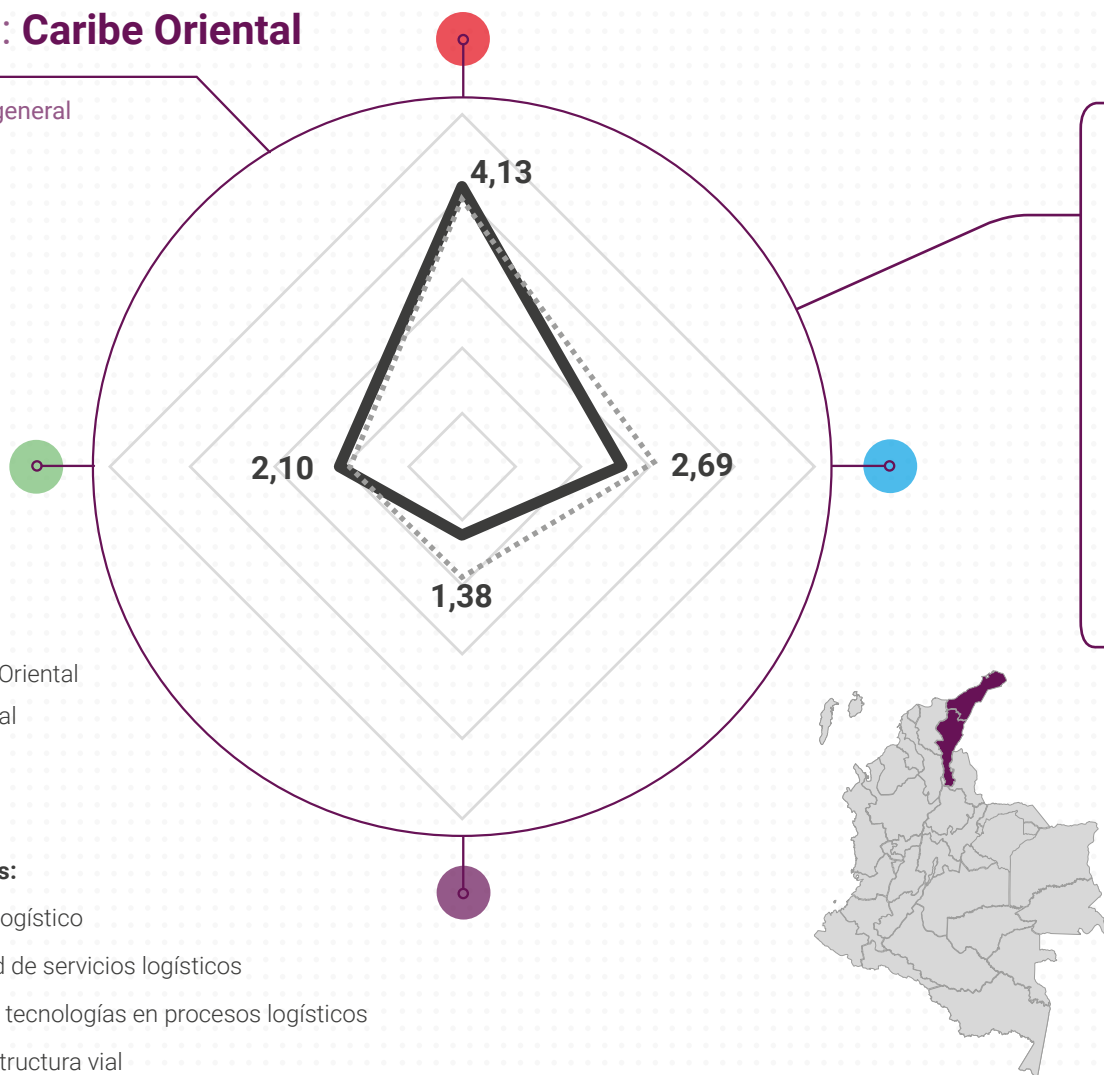 : Caribe Oriental
general
4,13
2,10
2,69
1,38
Oriental
al
s:
ogístico
d de servicios logísticos
tecnologías en procesos logísticos
tructura vial